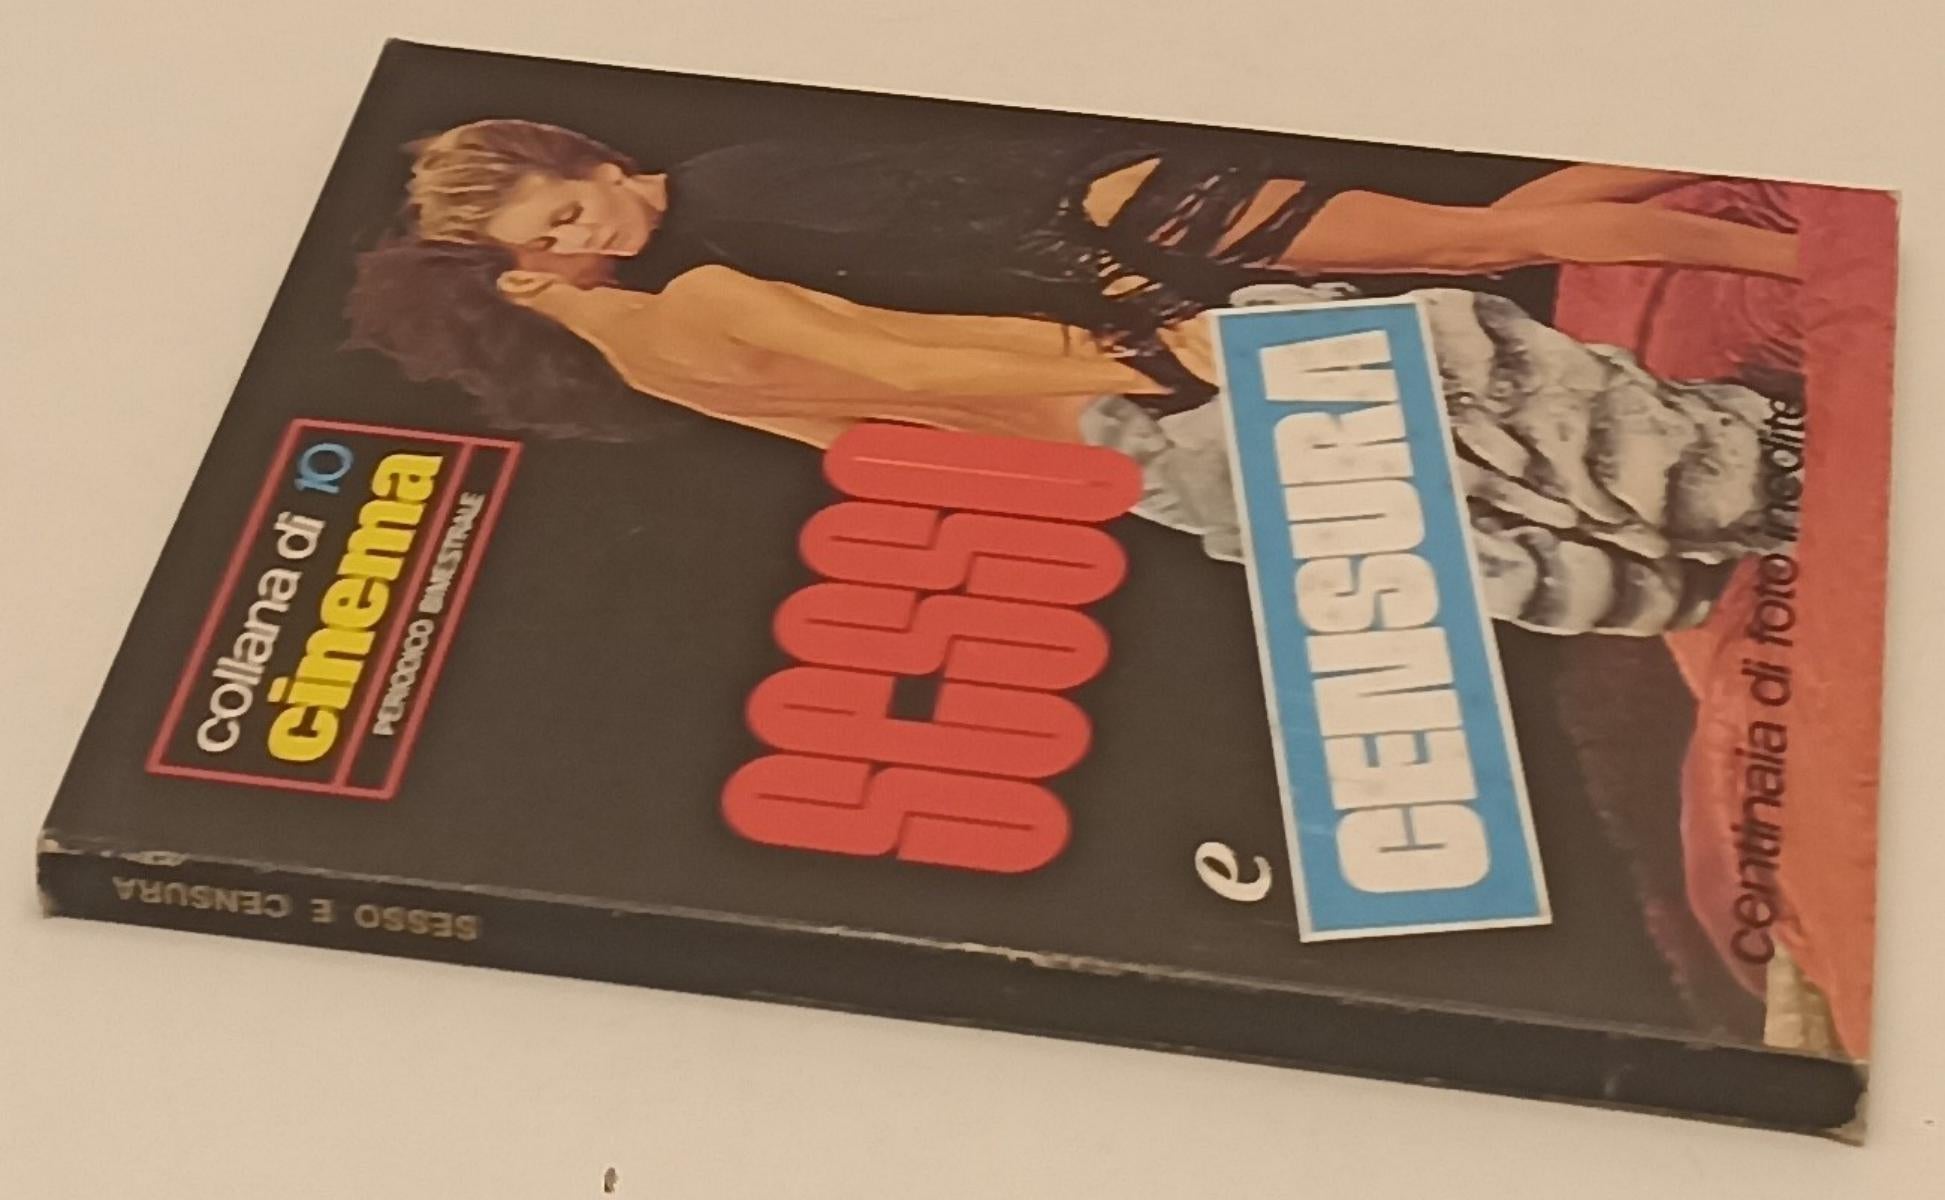 collana di 10
cinema
PERIODICO BIMESTRALE
SESSO
e
CENSURA
centinaia di foto inedite
SESSO E CENSURA